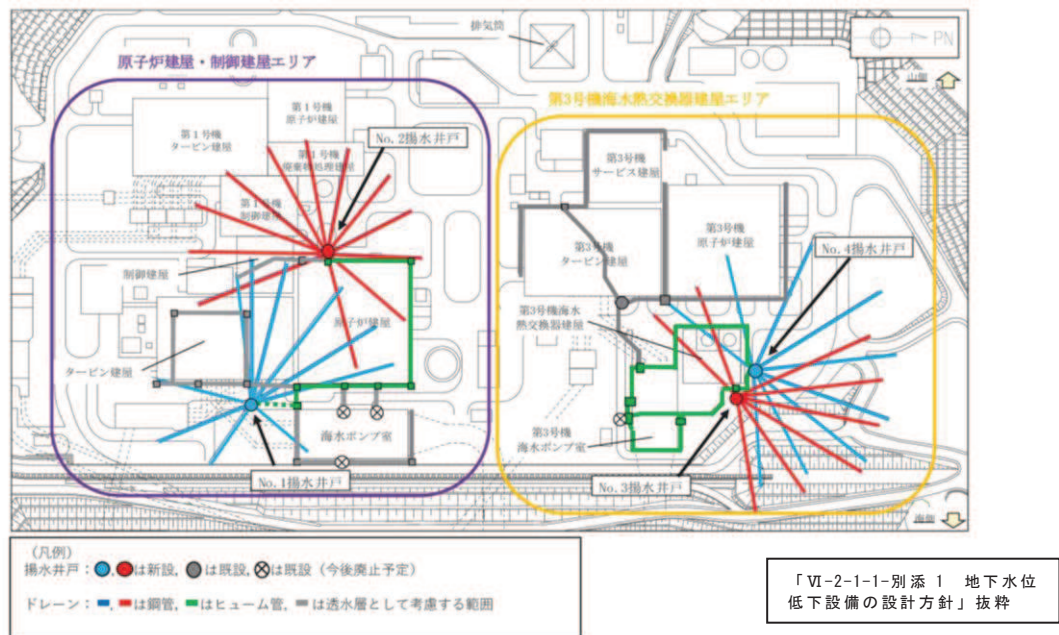 排気筒
PN
山側
原子炉建屋・制御建屋エリア
第3号機海水熱交換器建屋エリア
第1号機
原子炉建屋
第1号機
タービン建屋
No.2揚水井戸
第1号機
廃棄物処理建屋
第3号機
サービス建屋
第1号機
制御建屋
第3号機
原子炉建屋
第3号機
タービン建屋
No.4揚水井戸
制御建屋
原子炉建屋
第3号機海水
熱交換器建屋
タービン建屋
海水ポンプ室
第3号機
海水ポンプ室
No.1揚水井戸
No.3揚水井戸
海側
(凡例)
揚水井戸:●,●は新設,●は既設,⊗は既設(今後廃止予定)
ドレーン:━,━は鋼管,━はヒューム管,━は透水層として考慮する範囲
「Ⅵ-2-1-1-別添 1 地下水位
低下設備の設計方針」抜粋